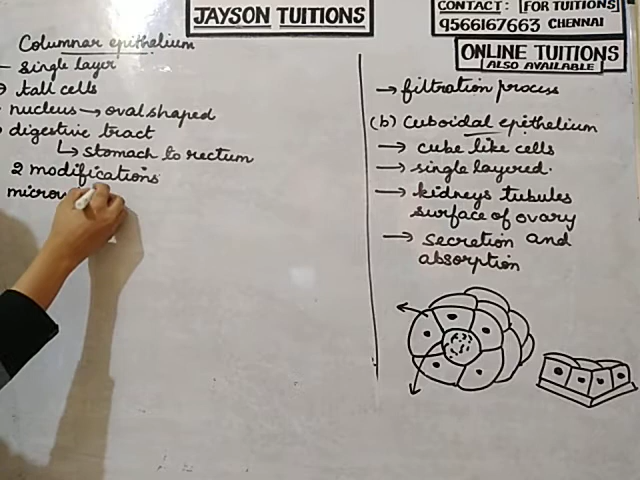 JAYSON TUITIONS
CONTACT: FOR TUITIONS
9566167663 CHENNAI
ONLINE TUITIONS
ALSO AVAILABLE
Columnar epithelium
- single layer
tall cells
nucleus → oval shaped
digestive tract
↳ stomach to rectum
2 modifications
microv
→ filtration process
(b) Cuboidal epithelium
→ cube like cells
→ single layered.
→ kidneys tubules
surface of ovary
→ secretion and
absorption